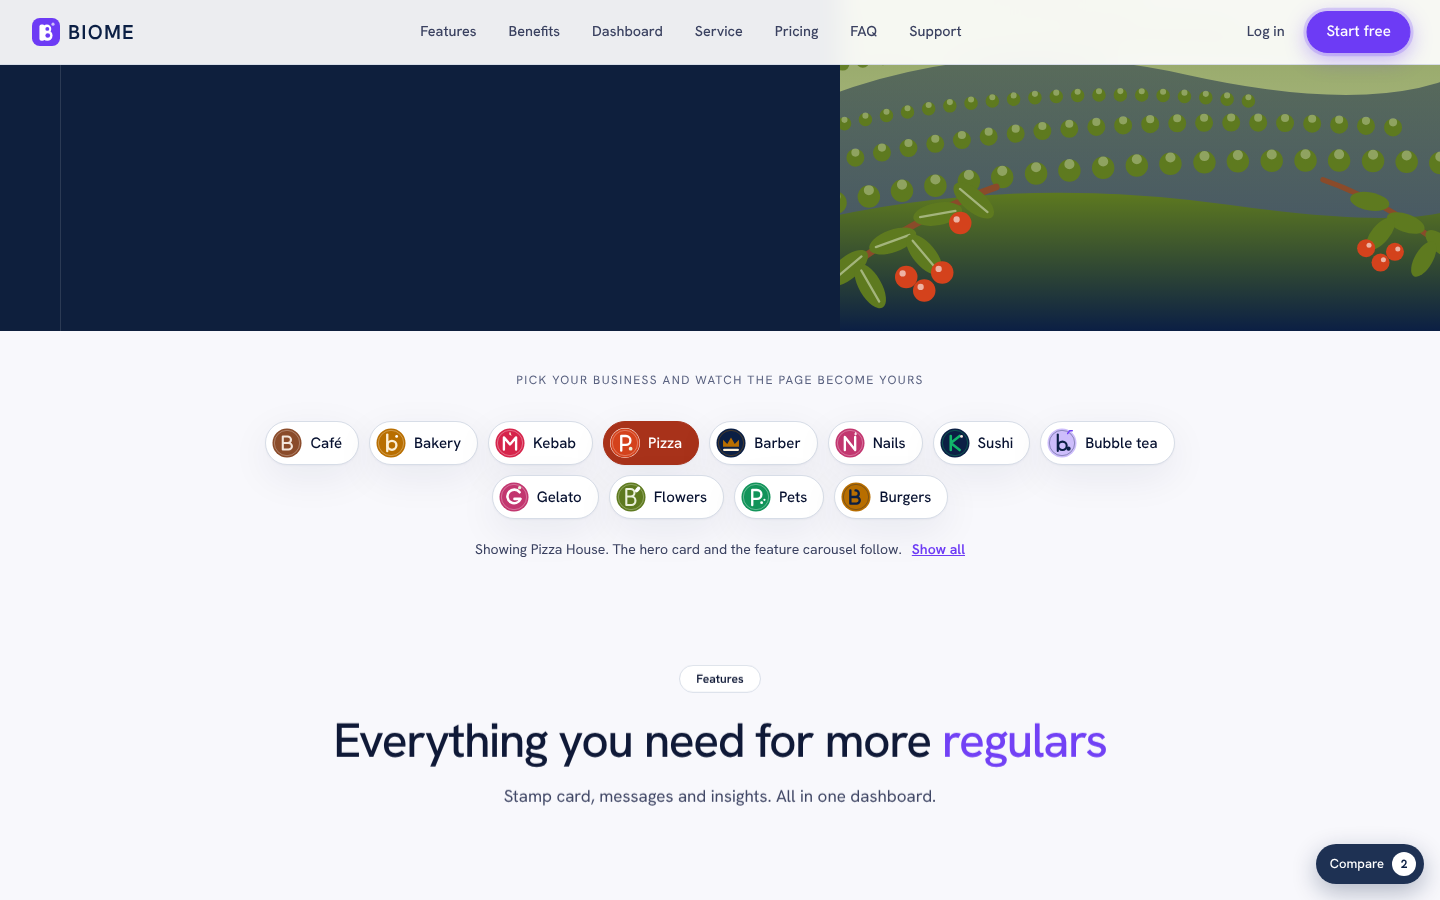 BIOME
Features
Benefits
Dashboard
Service
Pricing
FAQ
Support
Log in
Start free
PICK YOUR BUSINESS AND WATCH THE PAGE BECOME YOURS
B Café
b Bakery
M Kebab
P Pizza
Barber
N Nails
K Sushi
b Bubble tea
G Gelato
B Flowers
P Pets
B Burgers
Showing Pizza House. The hero card and the feature carousel follow. Show all
Features
Everything you need for more regulars
Stamp card, messages and insights. All in one dashboard.
Compare 2